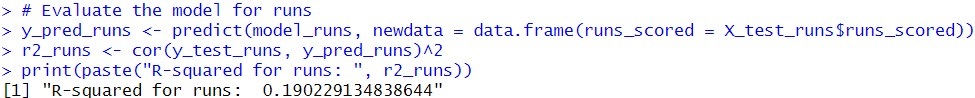 > # Evaluate the model for runs
> y_pred_runs <- predict(model_runs, newdata = data.frame(runs_scored = X_test_runs$runs_scored))
> r2_runs <- cor(y_test_runs, y_pred_runs)^2
> print(paste("R-squared for runs: ", r2_runs))
[1] "R-squared for runs:  0.190229134838644"